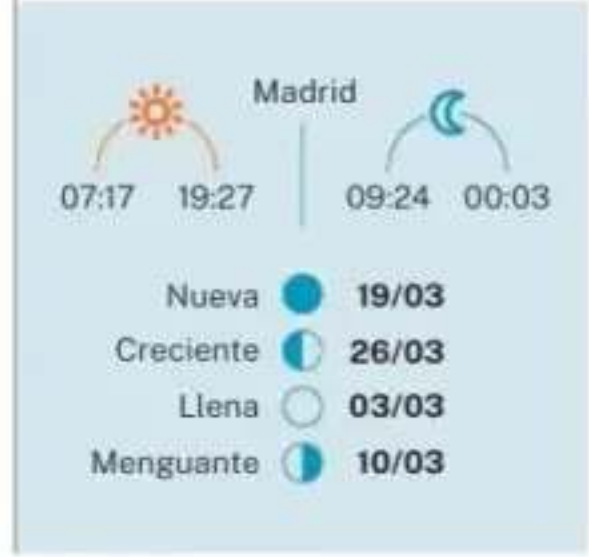 Madrid
07:17 19:27 09:24 00:03
Nueva 19/03
Creciente 26/03
Llena 03/03
Menguante 10/03